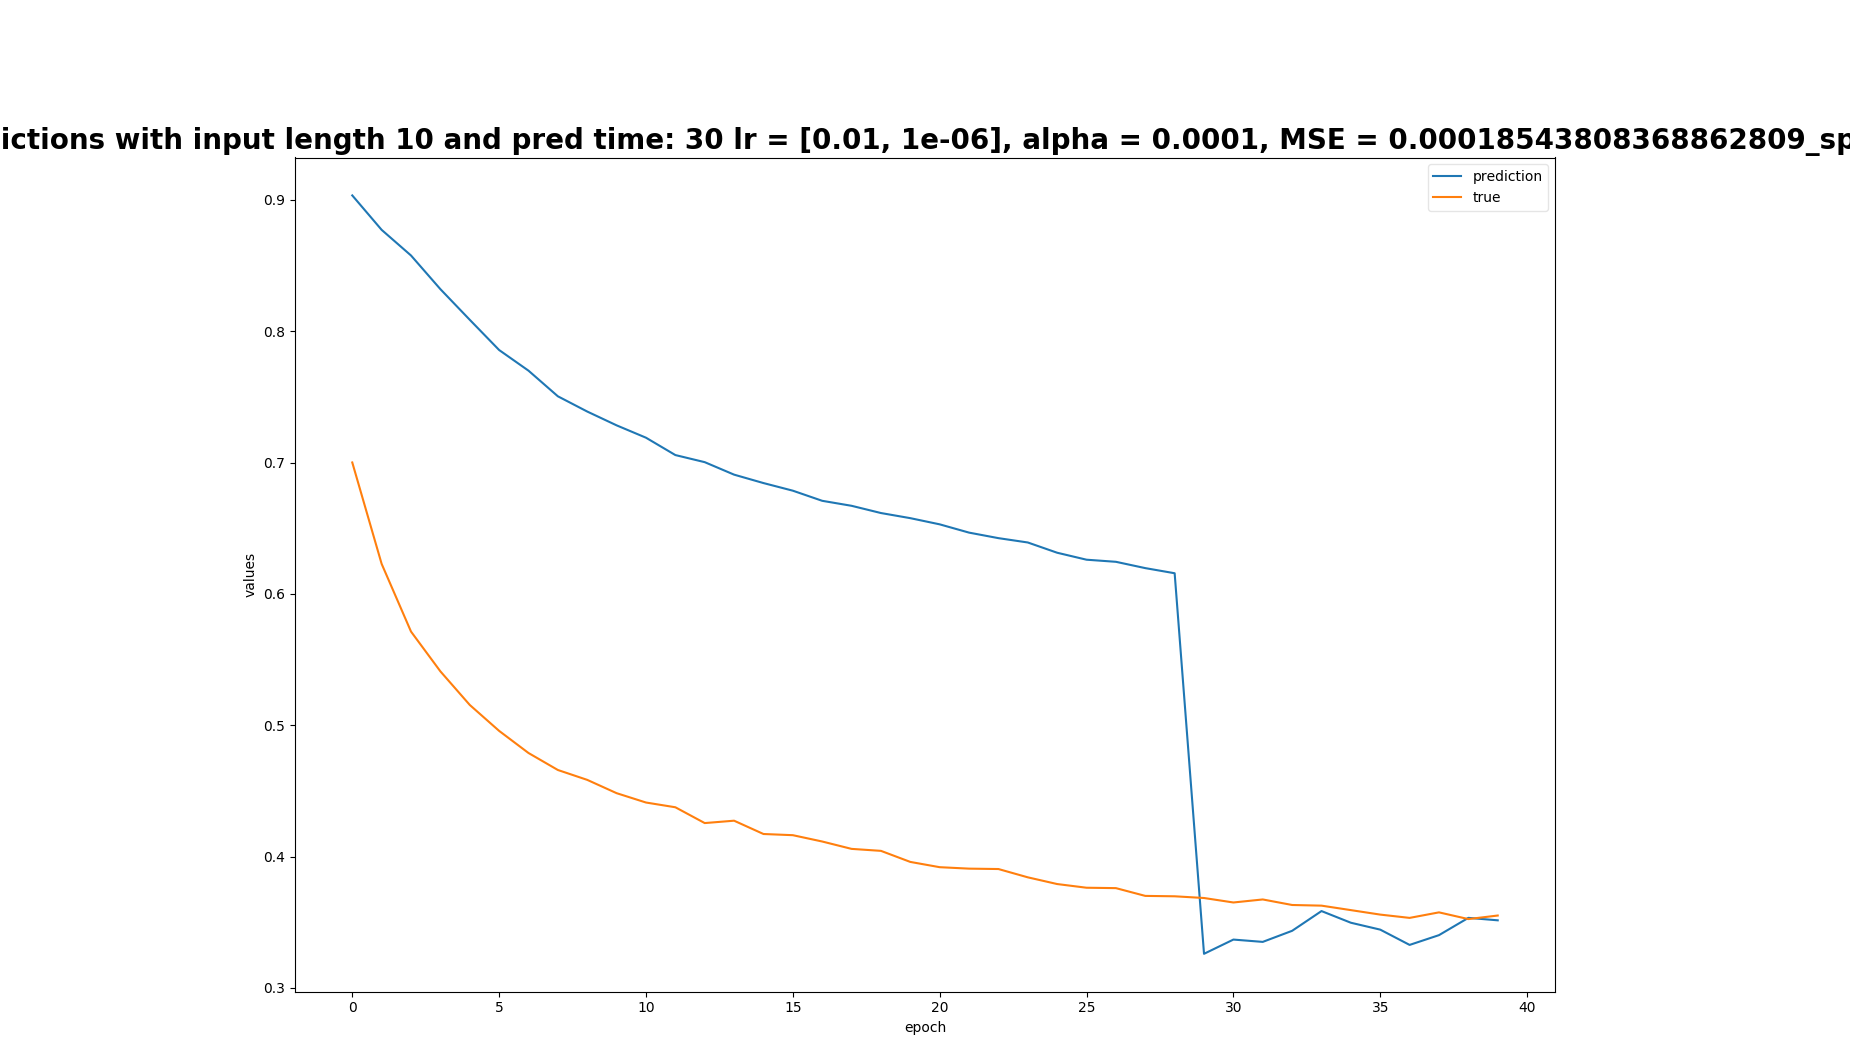 ictions with input length 10 and pred time: 30 lr = [0.01, 1e-06], alpha = 0.0001, MSE = 0.00018543808368862809_sp
prediction
true
0.9
0.8
0.7
0.6
0.5
0.4
0.3
values
0 5 10 15 20 25 30 35 40
epoch